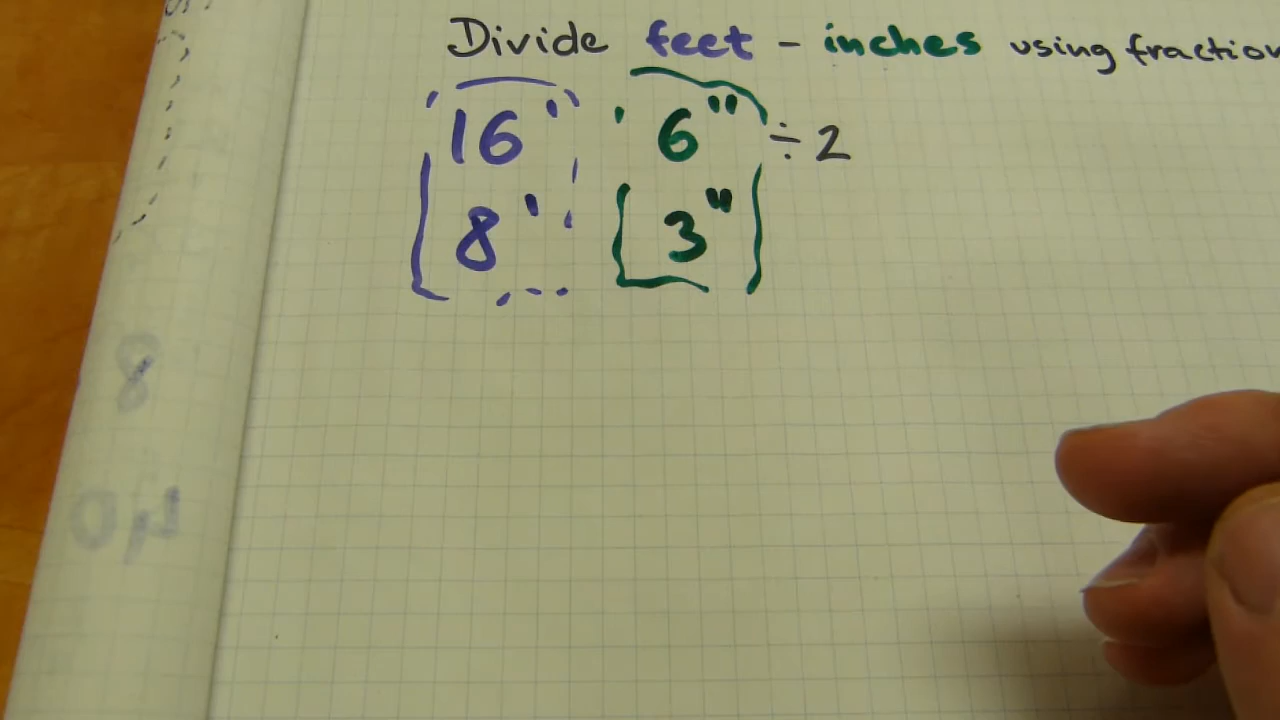 Divide feet - inches using fraction
16' 6" ÷ 2
8' 3"